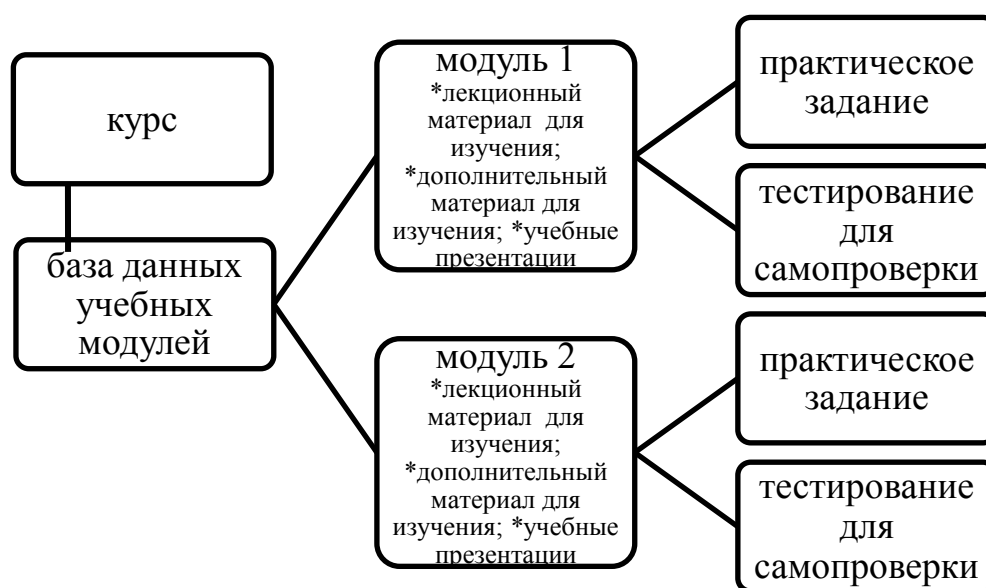 курс
база данных
учебных
модулей
модуль 1
*лекционный
материал для
изучения;
*дополнительный
материал для
изучения; *учебные
презентации
практическое
задание
тестирование
для
самопроверки
модуль 2
*лекционный
материал для
изучения;
*дополнительный
материал для
изучения; *учебные
презентации
практическое
задание
тестирование
для
самопроверки